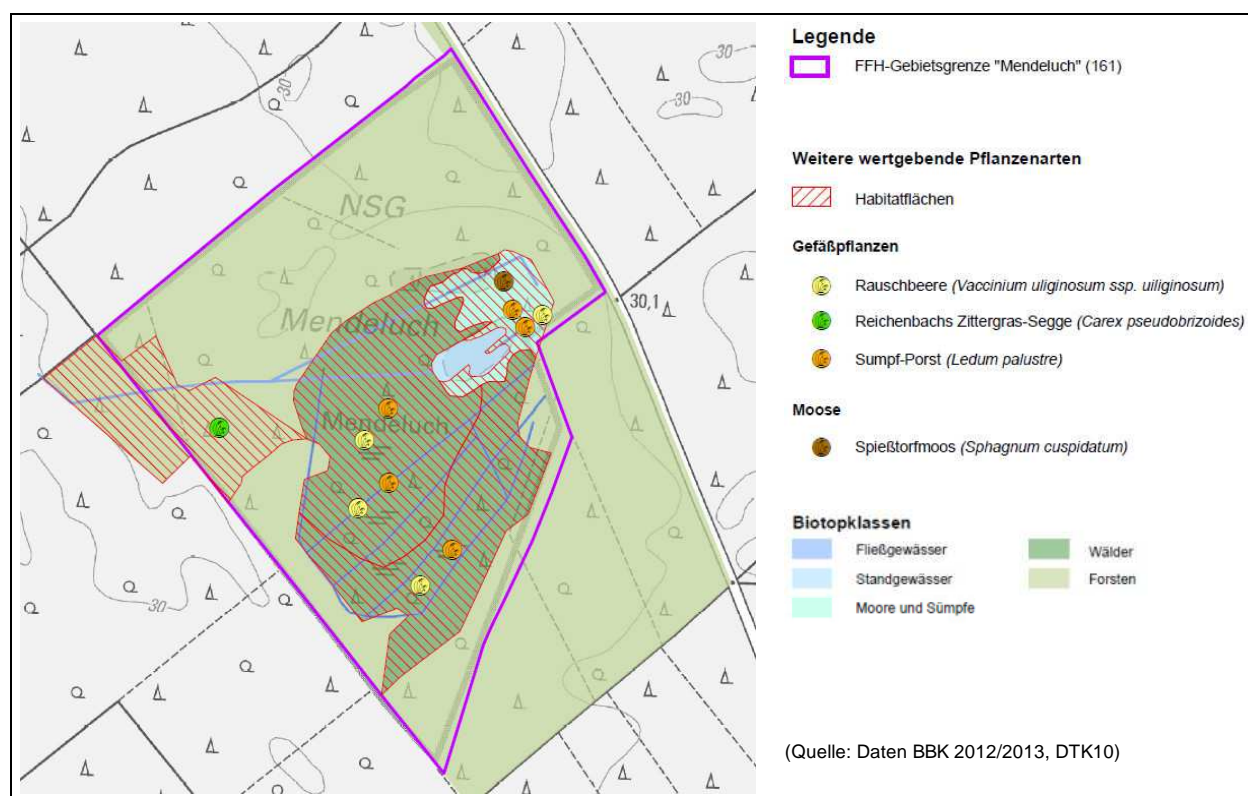 Legende
FFH-Gebietsgrenze "Mendeluch" (161)
Weitere wertgebende Pflanzenarten
Habitatflächen
Gefäßpflanzen
Rauschbeere (Vaccinium uliginosum ssp. uiliginosum)
Reichenbachs Zittergras-Segge (Carex pseudobrizoides)
Sumpf-Porst (Ledum palustre)
Moose
Spießtorfmoos (Sphagnum cuspidatum)
Biotopklassen
Fließgewässer
Wälder
Standgewässer
Forsten
Moore und Sümpfe
(Quelle: Daten BBK 2012/2013, DTK10)
30
30
30
NSG
Mendeluch
30,1
Mendeluch
30
30